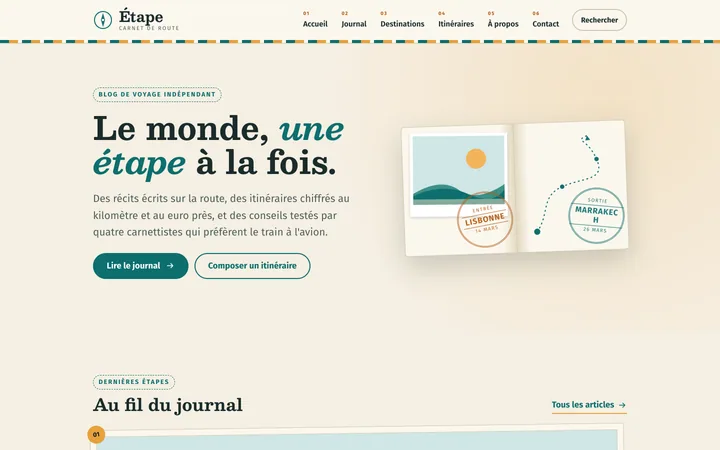 Étape
CARNET DE ROUTE
01
Accueil
02
Journal
03
Destinations
04
Itinéraires
05
À propos
06
Contact
Rechercher
BLOG DE VOYAGE INDÉPENDANT
Le monde, une
étape à la fois.
Des récits écrits sur la route, des itinéraires chiffrés au
kilomètre et au euro près, et des conseils testés par
quatre carnettistes qui préfèrent le train à l'avion.
Lire le journal →
Composer un itinéraire
ENTRÉE
LISBONNE
14 MARS
SORTIE
MARRAKEC
H
26 MARS
DERNIÈRES ÉTAPES
Au fil du journal
Tous les articles →
01